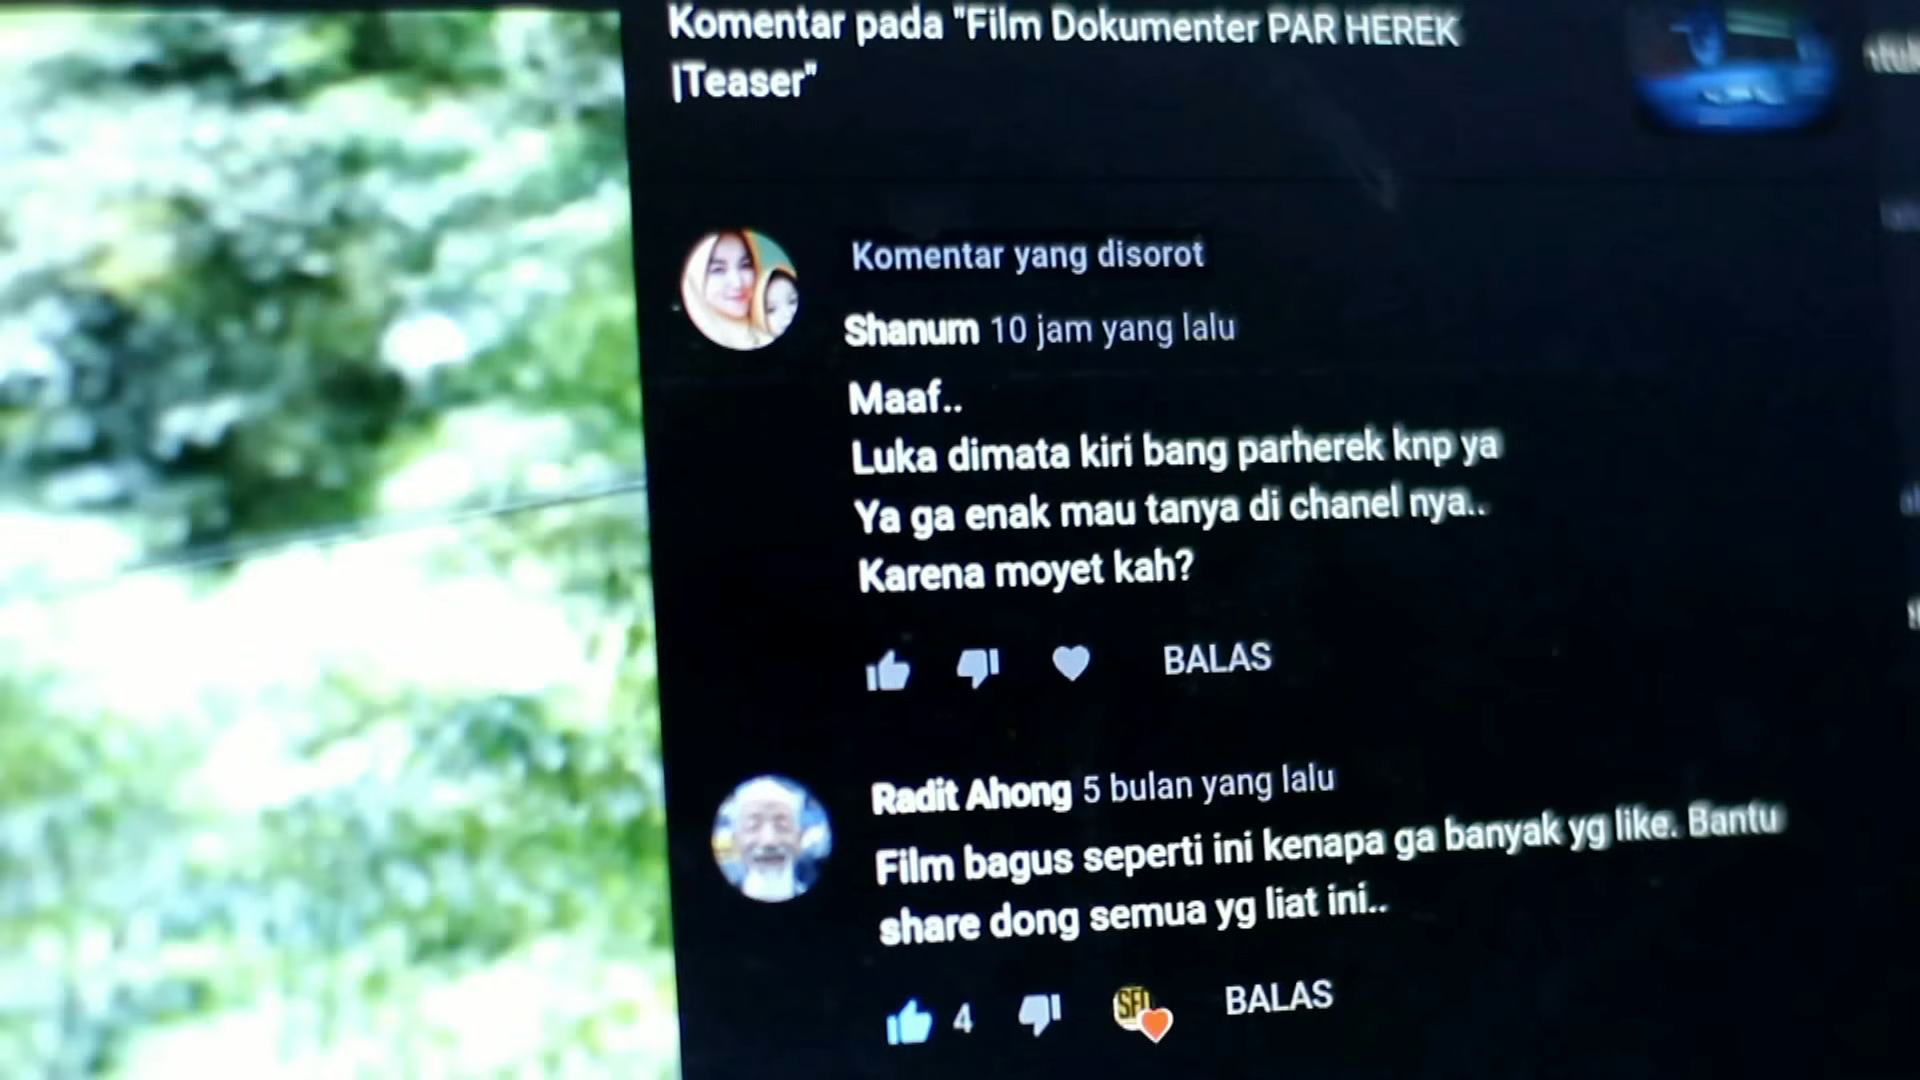 Komentar pada "Film Dokumenter PAR HEREK
|Teaser"
Komentar yang disorot
Shanum 10 jam yang lalu
Maaf..
Luka dimata kiri bang parherek knp ya
Ya ga enak mau tanya di chanel nya..
Karena moyet kah?
BALAS
Radit Ahong 5 bulan yang lalu
Film bagus seperti ini kenapa ga banyak yg like. Bantu
share dong semua yg liat ini..
4
BALAS